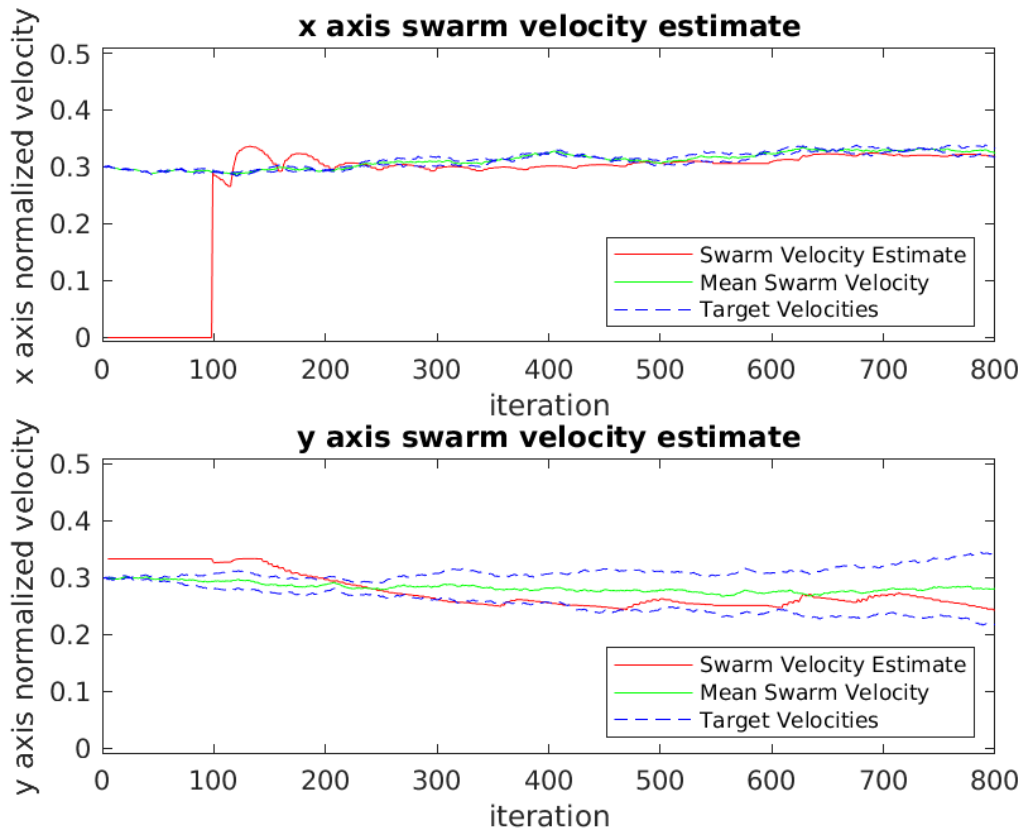 x axis swarm velocity estimate
x axis normalized velocity
0.5
0.4
0.3
0.2
0.1
0
Swarm Velocity Estimate
Mean Swarm Velocity
Target Velocities
0 100 200 300 400 500 600 700 800
iteration
y axis swarm velocity estimate
y axis normalized velocity
0.5
0.4
0.3
0.2
0.1
0
Swarm Velocity Estimate
Mean Swarm Velocity
Target Velocities
0 100 200 300 400 500 600 700 800
iteration